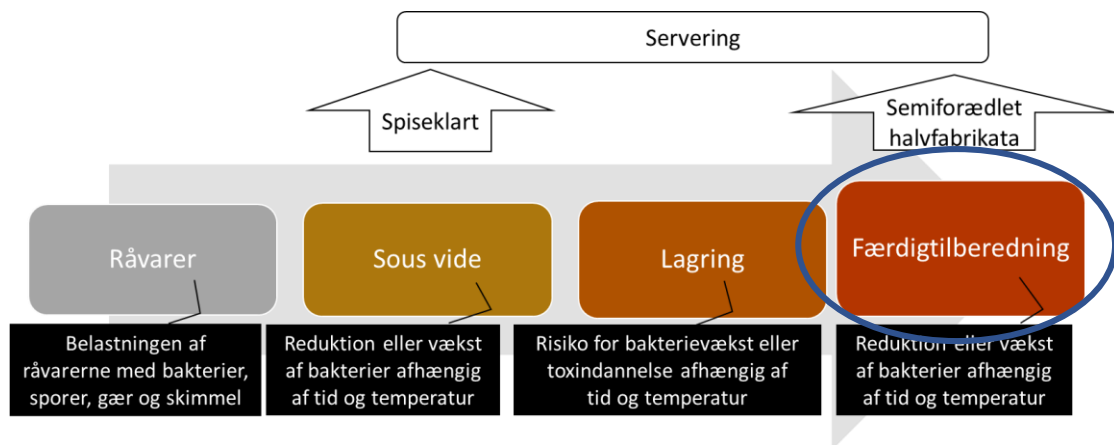 Servering
Spiseklart
Semiforædlet
halvfabrikata
Råvarer
Sous vide
Lagring
Færdigtilberedning
Belastningen af
råvarerne med bakterier,
sporer, gær og skimmel
Reduktion eller vækst
af bakterier afhængig
af tid og temperatur
Risiko for bakterievækst eller
toxindannelse afhængig af
tid og temperatur
Reduktion eller vækst
af bakterier afhængig
af tid og temperatur